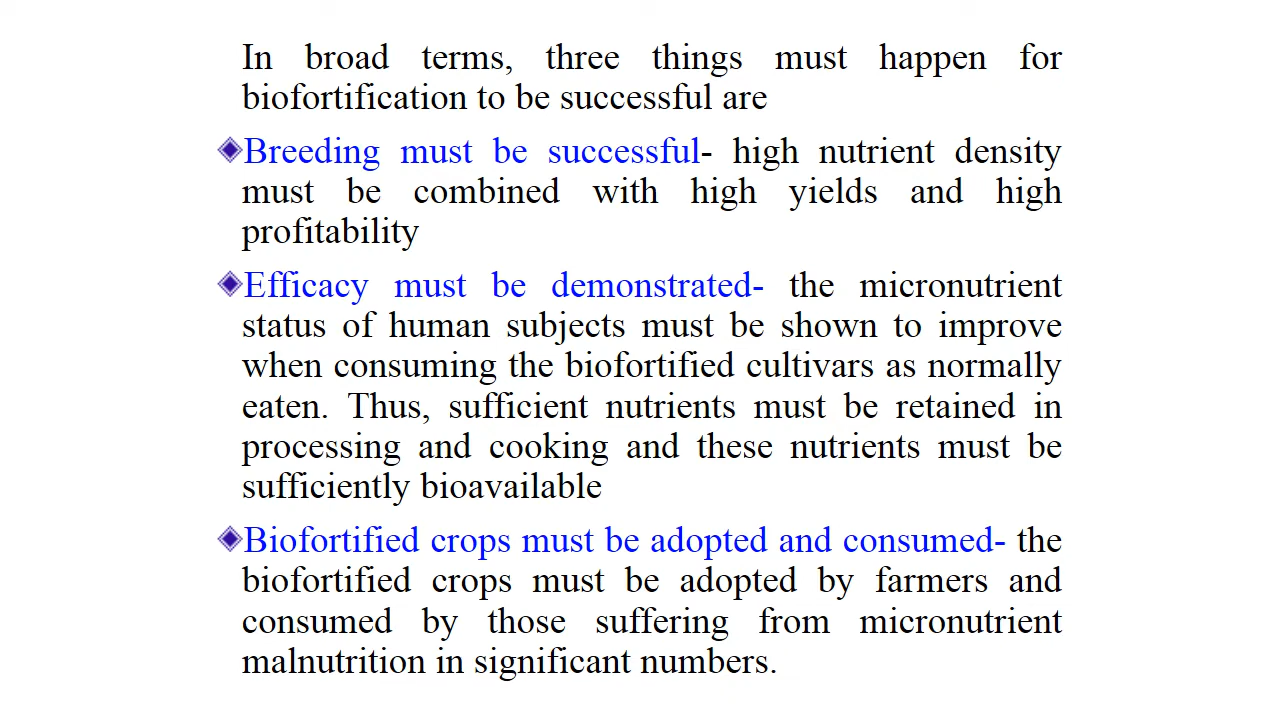 In broad terms, three things must happen for
biofortification to be successful are
Breeding must be successful- high nutrient density
must be combined with high yields and high
profitability
Efficacy must be demonstrated- the micronutrient
status of human subjects must be shown to improve
when consuming the biofortified cultivars as normally
eaten. Thus, sufficient nutrients must be retained in
processing and cooking and these nutrients must be
sufficiently bioavailable
Biofortified crops must be adopted and consumed- the
biofortified crops must be adopted by farmers and
consumed by those suffering from micronutrient
malnutrition in significant numbers.